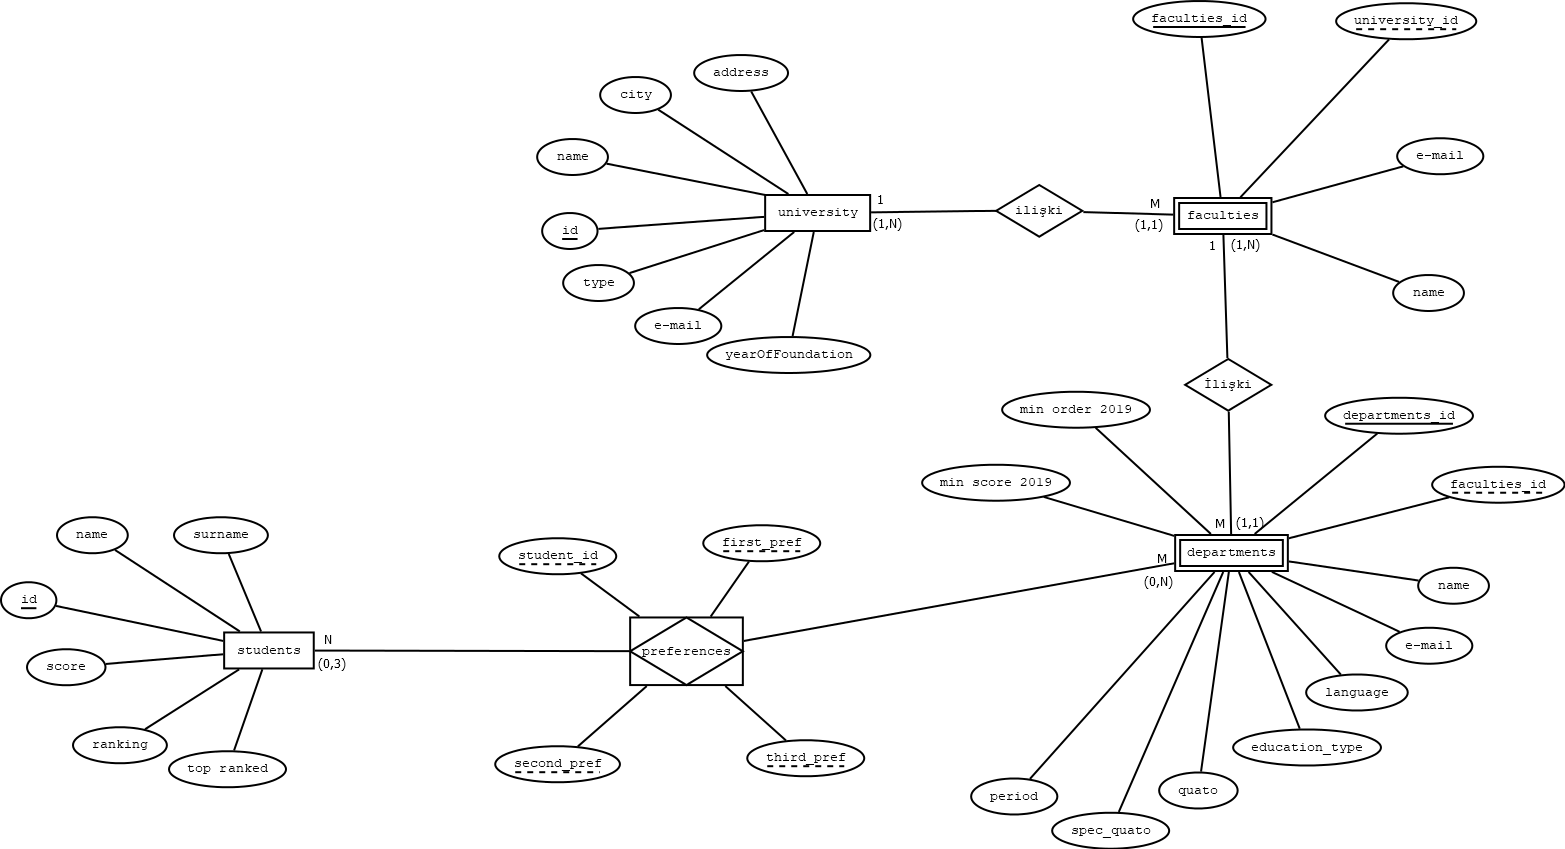 faculties_id
university_id
address
city
name
e-mail
1
M
university
ilişki
faculties
(1,N)
(1,1)
id
1
(1,N)
type
name
e-mail
yearOfFoundation
İlişki
min order 2019
departments_id
min score 2019
faculties_id
M
(1,1)
name
surname
first_pref
student_id
departments
M
(0,N)
name
id
N
students
preferences
e-mail
score
(0,3)
language
ranking
education_type
top ranked
second_pref
third_pref
period
quato
spec_quato